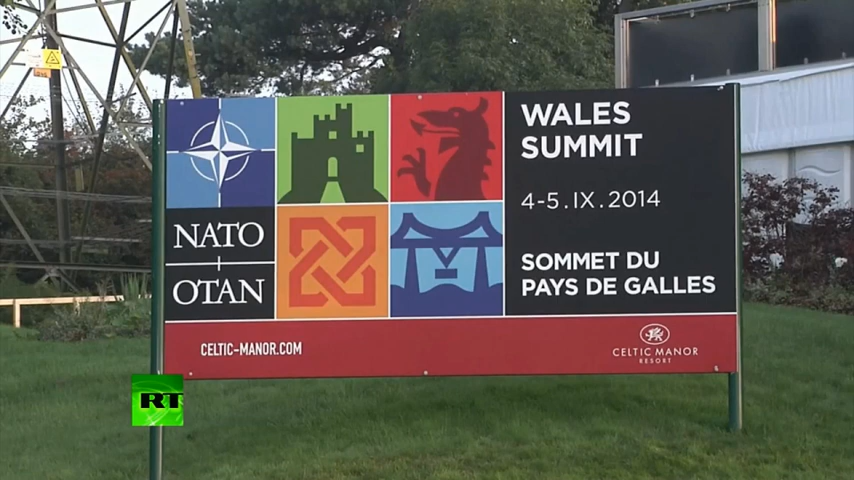 WALES
SUMMIT
4-5.IX.2014
SOMMET DU
PAYS DE GALLES
NATO
OTAN
CELTIC-MANOR.COM
CELTIC MANOR
RESORT
RT